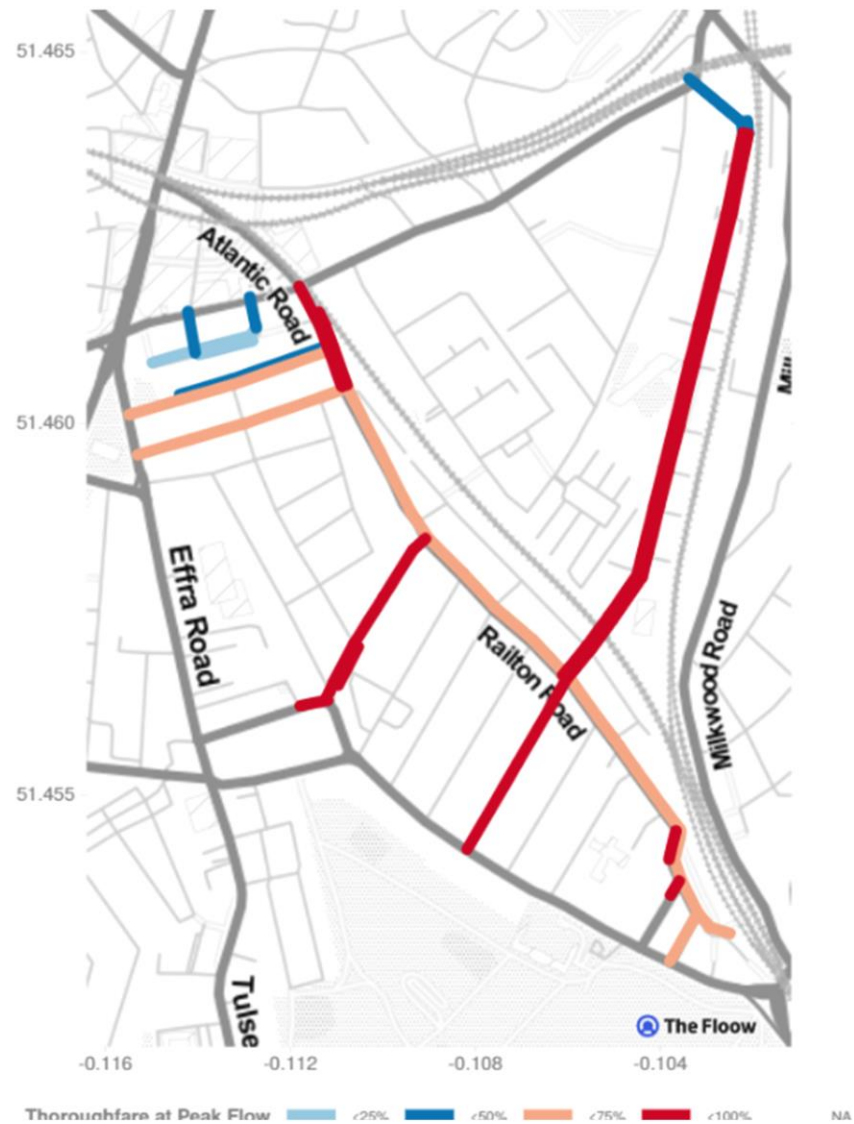 51.465
Atlantic Road
51.460
Effra Road
Railton Road
Milkwood Road
51.455
Tulse
The Floow
-0.116 -0.112 -0.108 -0.104
Thoroughfare at Peak Flow <25% <50% <75% <100% NA